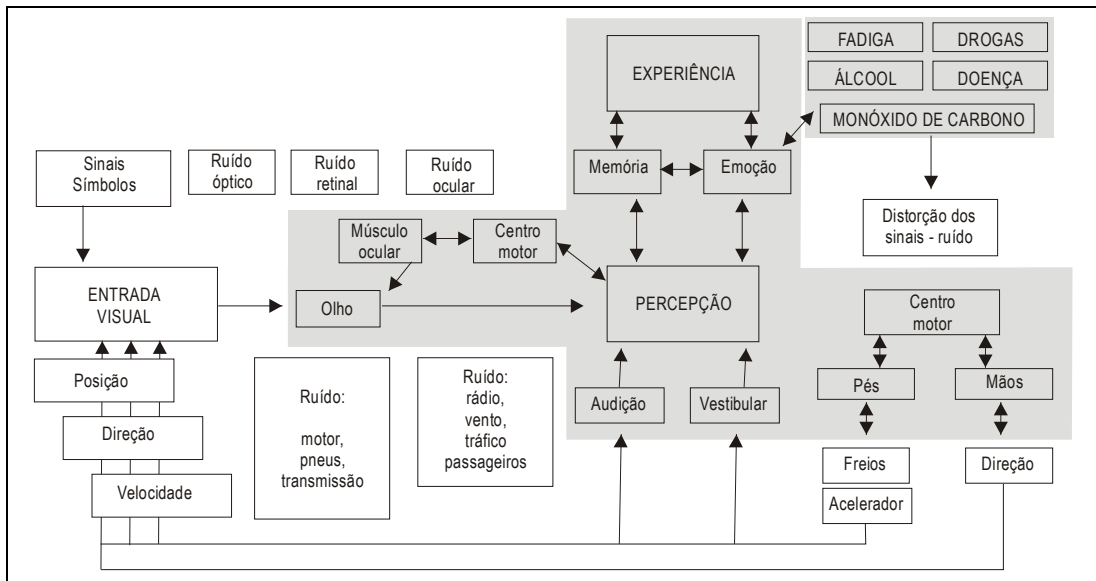 FADIGA
DROGAS
EXPERIÊNCIA
ÁLCOOL
DOENÇA
MONÓXIDO DE CARBONO
Sinais
Símbolos
Ruído
óptico
Ruído
retinal
Ruído
ocular
Memória
Emoção
Distorção dos
sinais - ruído
Músculo
ocular
Centro
motor
ENTRADA
VISUAL
Olho
PERCEPÇÃO
Centro
motor
Posição
Direção
Velocidade
Ruído:
motor,
pneus,
transmissão
Ruído:
rádio,
vento,
tráfico
passageiros
Audição
Vestibular
Pés
Mãos
Freios
Acelerador
Direção